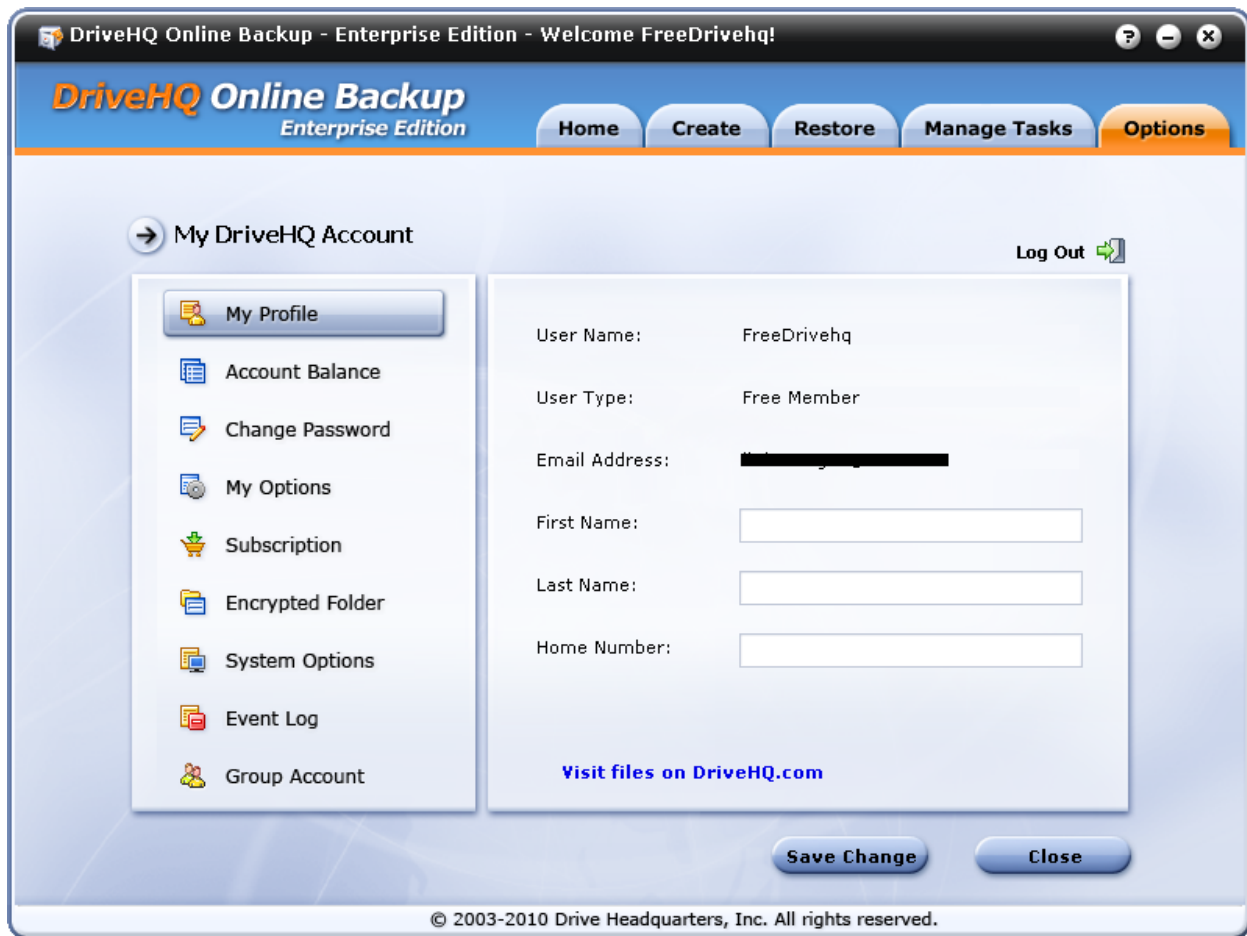 DriveHQ Online Backup - Enterprise Edition - Welcome FreeDrivehq!
DriveHQ Online Backup
Enterprise Edition
Home
Create
Restore
Manage Tasks
Options
My DriveHQ Account
Log Out
My Profile
Account Balance
Change Password
My Options
Subscription
Encrypted Folder
System Options
Event Log
Group Account
User Name: FreeDrivehq
User Type: Free Member
Email Address:
First Name:
Last Name:
Home Number:
Visit files on DriveHQ.com
Save Change
Close
© 2003-2010 Drive Headquarters, Inc. All rights reserved.